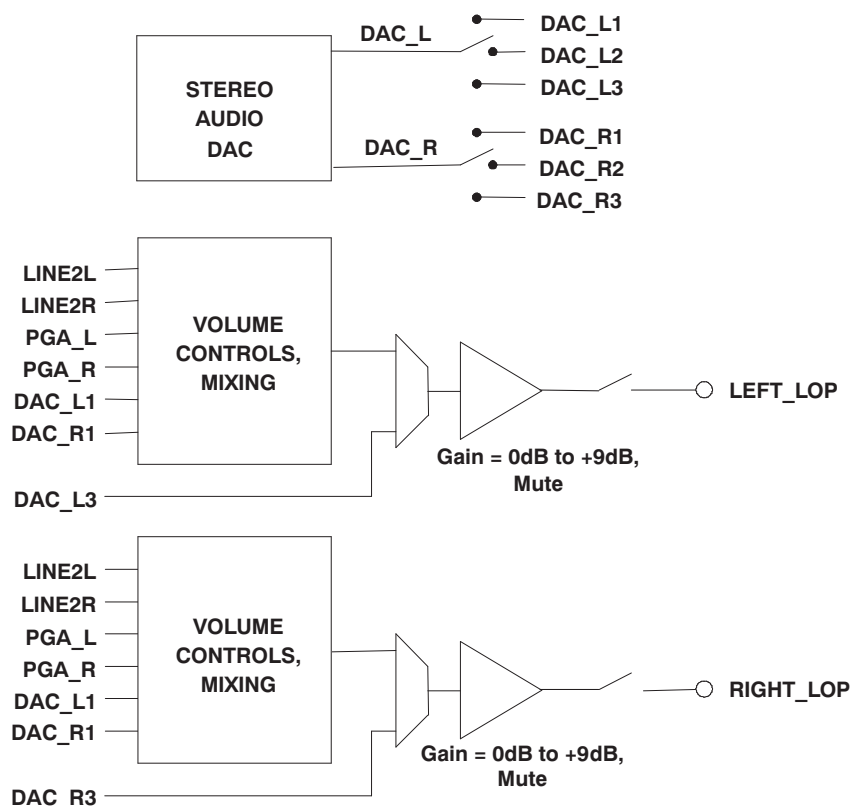 DAC_L
DAC_L1
DAC_L2
DAC_L3
STEREO
AUDIO
DAC
DAC_R
DAC_R1
DAC_R2
DAC_R3
LINE2L
LINE2R
PGA_L
PGA_R
DAC_L1
DAC_R1
VOLUME
CONTROLS,
MIXING
LEFT_LOP
Gain = 0dB to +9dB,
Mute
DAC_L3
LINE2L
LINE2R
PGA_L
PGA_R
DAC_L1
DAC_R1
VOLUME
CONTROLS,
MIXING
RIGHT_LOP
Gain = 0dB to +9dB,
Mute
DAC_R3